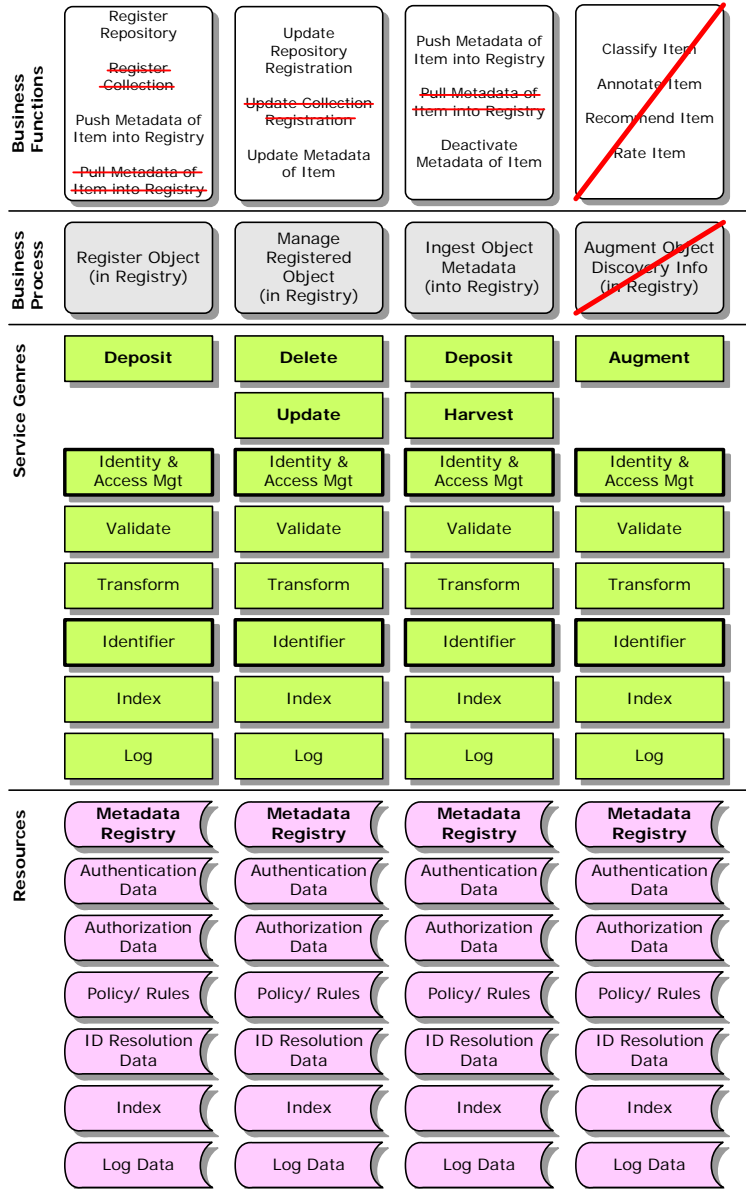 Business
Functions
Register
Repository
Register
Collection
Push Metadata of
Item into Registry
Pull Metadata of
Item into Registry
Update
Repository
Registration
Update Collection
Registration
Update Metadata
of Item
Push Metadata of
Item into Registry
Pull Metadata of
Item into Registry
Deactivate
Metadata of Item
Classify Item
Annotate Item
Recommend Item
Rate Item
Business
Process
Register Object
(in Registry)
Manage
Registered
Object
(in Registry)
Ingest Object
Metadata
(into Registry)
Augment Object
Discovery Info
(in Registry)
Service Genres
Deposit
Delete
Deposit
Augment
Update
Harvest
Identity &
Access Mgt
Identity &
Access Mgt
Identity &
Access Mgt
Identity &
Access Mgt
Validate
Validate
Validate
Validate
Transform
Transform
Transform
Transform
Identifier
Identifier
Identifier
Identifier
Index
Index
Index
Index
Log
Log
Log
Log
Resources
Metadata
Registry
Metadata
Registry
Metadata
Registry
Metadata
Registry
Authentication
Data
Authentication
Data
Authentication
Data
Authentication
Data
Authorization
Data
Authorization
Data
Authorization
Data
Authorization
Data
Policy/ Rules
Policy/ Rules
Policy/ Rules
Policy/ Rules
ID Resolution
Data
ID Resolution
Data
ID Resolution
Data
ID Resolution
Data
Index
Index
Index
Index
Log Data
Log Data
Log Data
Log Data